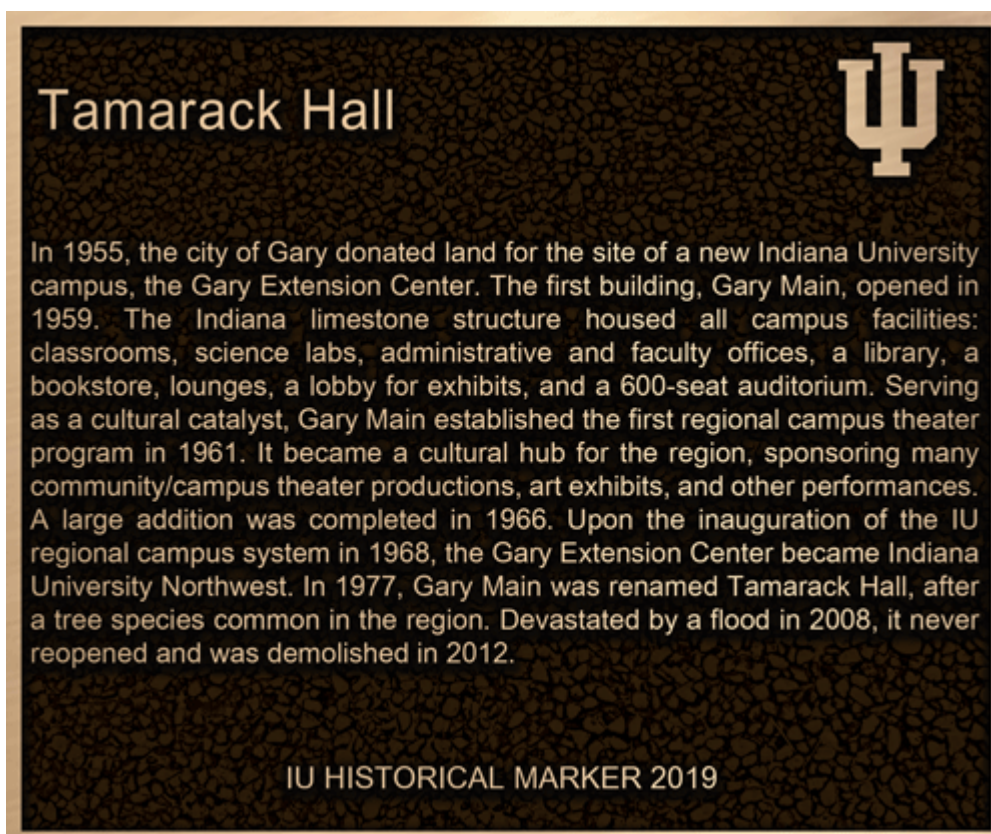 Tamarack Hall
In 1955, the city of Gary donated land for the site of a new Indiana University
campus, the Gary Extension Center. The first building, Gary Main, opened in
1959. The Indiana limestone structure housed all campus facilities:
classrooms, science labs, administrative and faculty offices, a library, a
bookstore, lounges, a lobby for exhibits, and a 600-seat auditorium. Serving
as a cultural catalyst, Gary Main established the first regional campus theater
program in 1961. It became a cultural hub for the region, sponsoring many
community/campus theater productions, art exhibits, and other performances.
A large addition was completed in 1966. Upon the inauguration of the IU
regional campus system in 1968, the Gary Extension Center became Indiana
University Northwest. In 1977, Gary Main was renamed Tamarack Hall, after
a tree species common in the region. Devastated by a flood in 2008, it never
reopened and was demolished in 2012.
IU HISTORICAL MARKER 2019